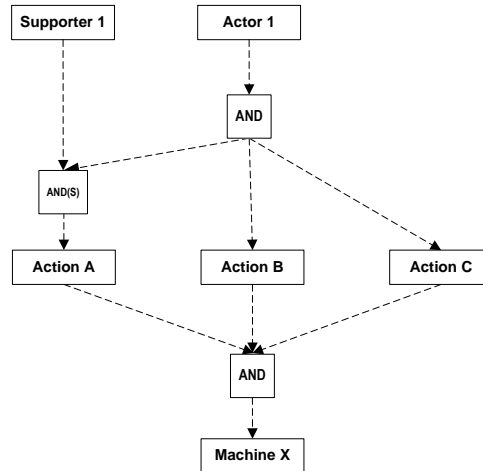 Supporter 1
Actor 1
AND
AND(S)
Action A
Action B
Action C
AND
Machine X